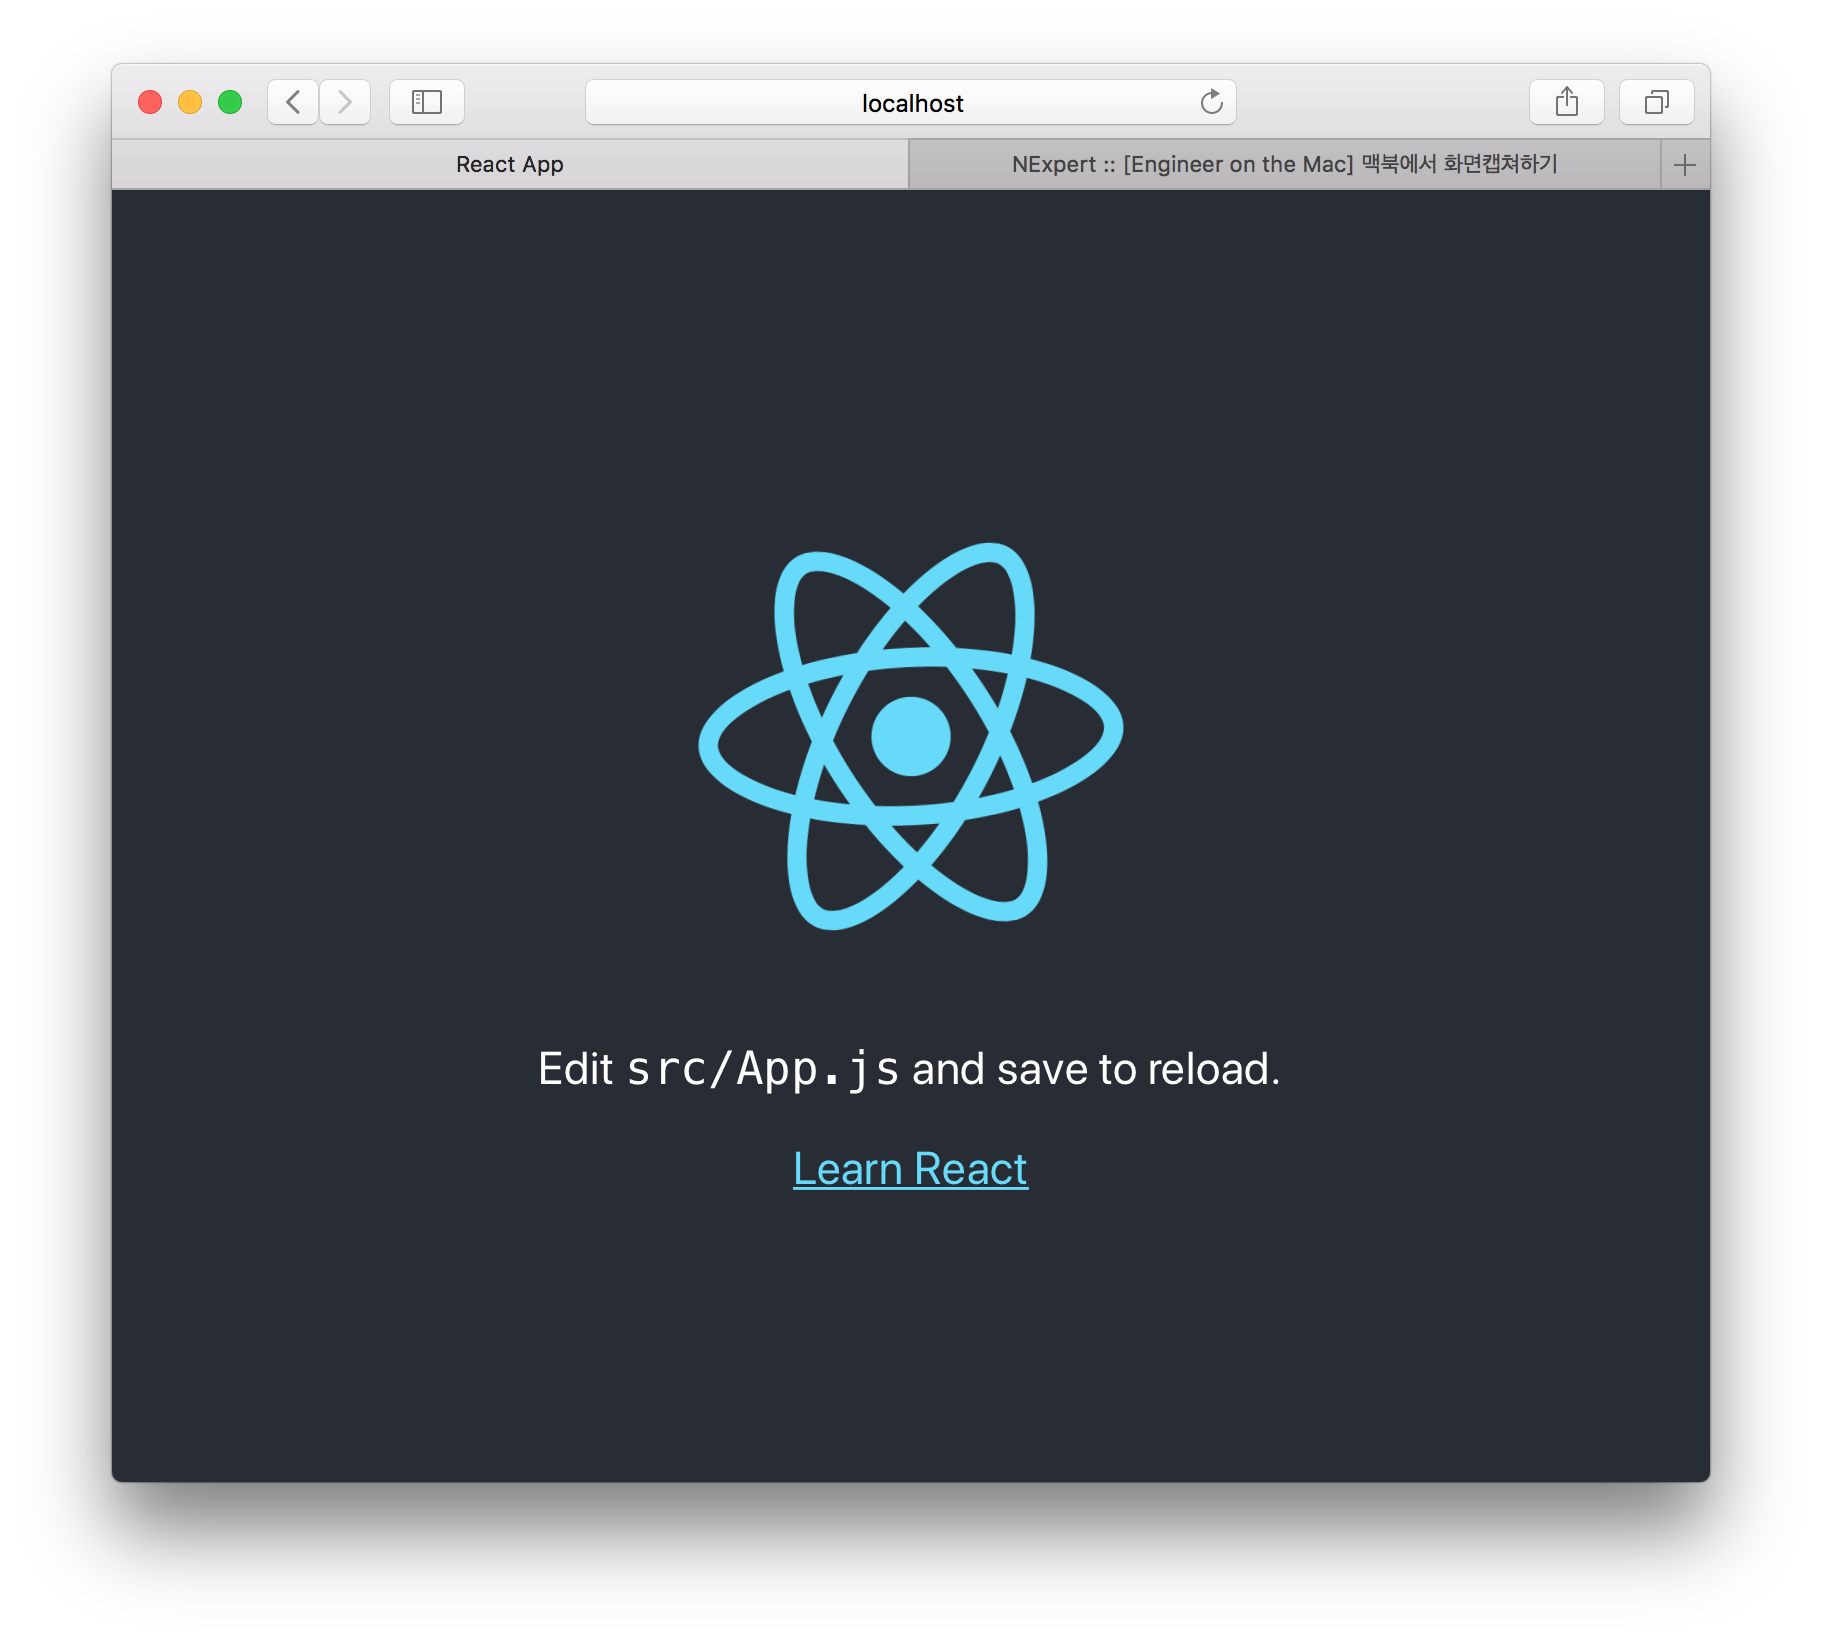 localhost
React App
NExpert :: [Engineer on the Mac] 맥북에서 화면캡쳐하기
Edit src/App.js and save to reload.
Learn React